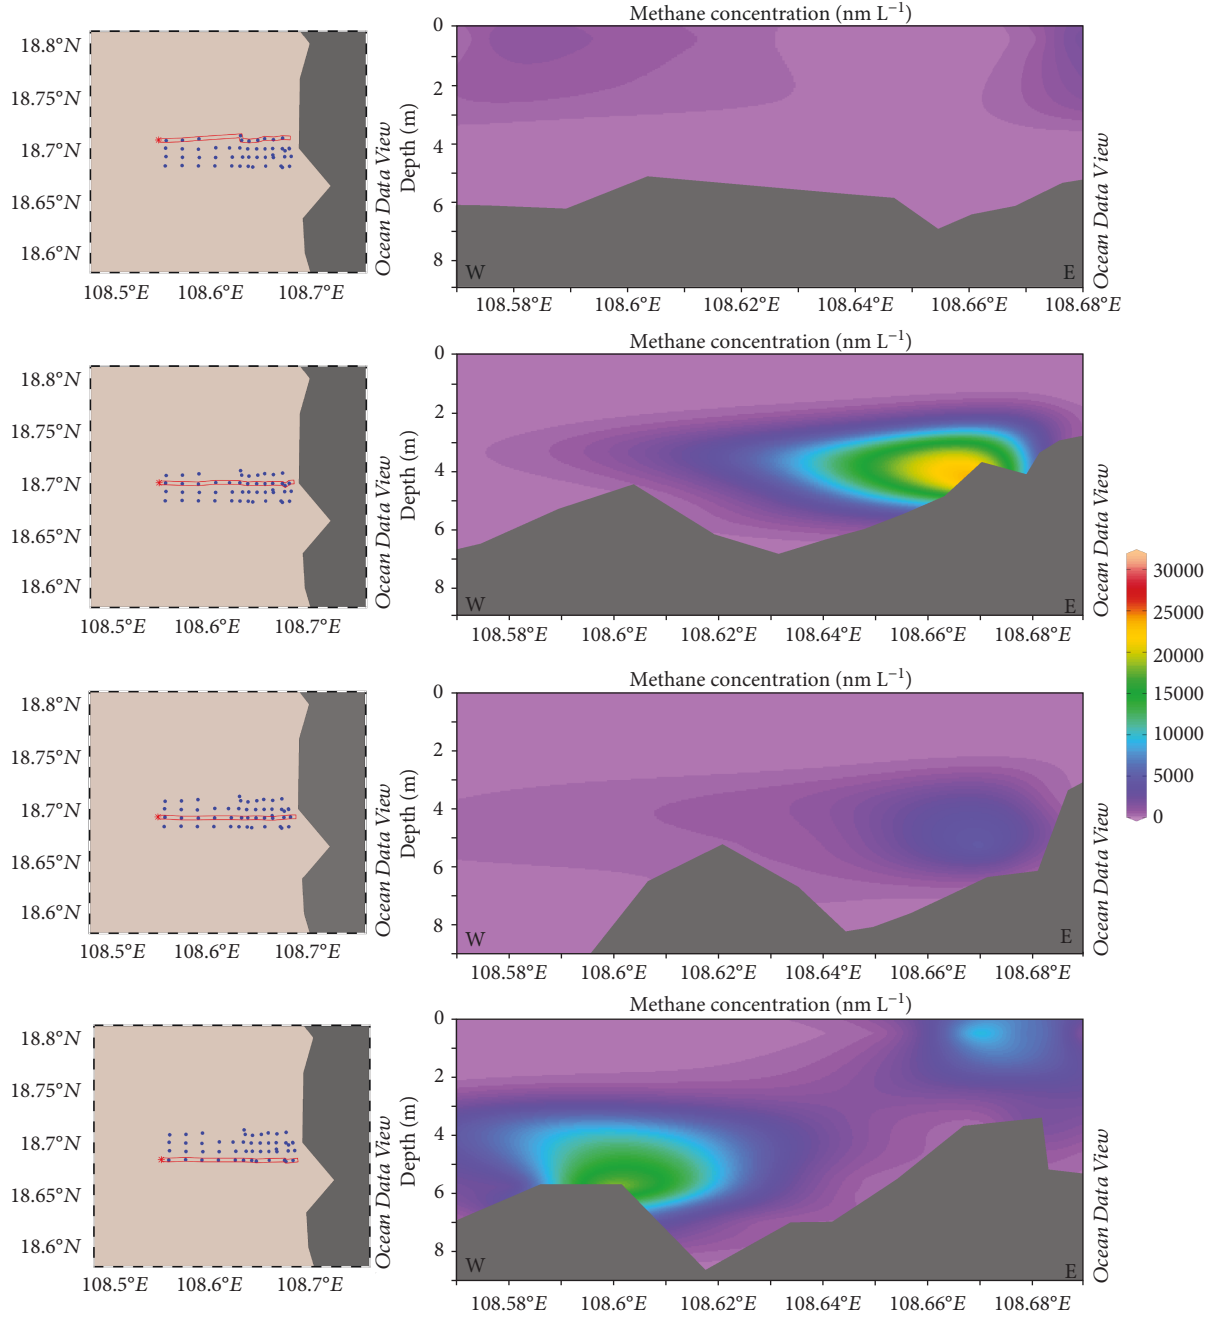 Methane concentration (nm L⁻¹)
18.8°N
18.75°N
18.7°N
18.65°N
18.6°N
108.5°E 108.6°E 108.7°E
Ocean Data View
Depth (m)
0
2
4
6
8
W E
108.58°E 108.6°E 108.62°E 108.64°E 108.66°E 108.68°E
Ocean Data View
Methane concentration (nm L⁻¹)
18.8°N
18.75°N
18.7°N
18.65°N
18.6°N
108.5°E 108.6°E 108.7°E
Ocean Data View
Depth (m)
0
2
4
6
8
W E
108.58°E 108.6°E 108.62°E 108.64°E 108.66°E 108.68°E
Ocean Data View
30000
25000
20000
15000
10000
5000
0
Methane concentration (nm L⁻¹)
18.8°N
18.75°N
18.7°N
18.65°N
18.6°N
108.5°E 108.6°E 108.7°E
Ocean Data View
Depth (m)
0
2
4
6
8
W E
108.58°E 108.6°E 108.62°E 108.64°E 108.66°E 108.68°E
Ocean Data View
Methane concentration (nm L⁻¹)
18.8°N
18.75°N
18.7°N
18.65°N
18.6°N
108.5°E 108.6°E 108.7°E
Ocean Data View
Depth (m)
0
2
4
6
8
W E
108.58°E 108.6°E 108.62°E 108.64°E 108.66°E 108.68°E
Ocean Data View